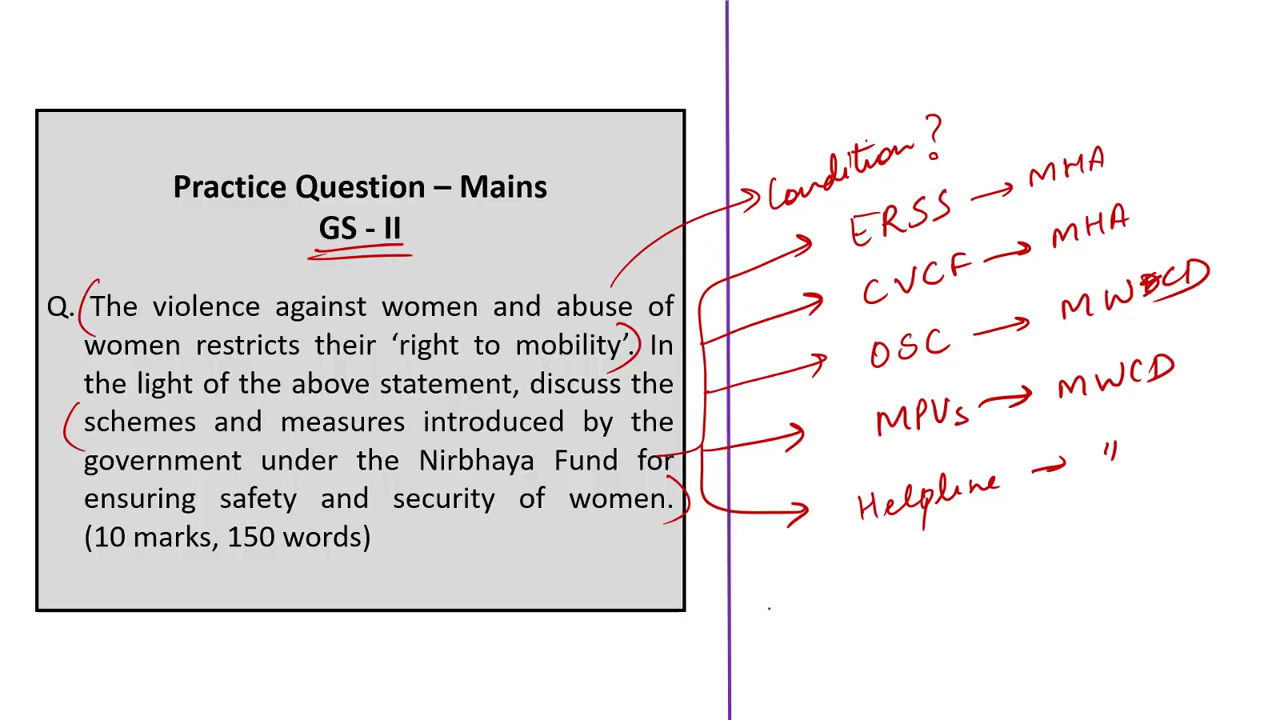 Practice Question – Mains
GS - II
Q. The violence against women and abuse of
women restricts their ‘right to mobility’. In
the light of the above statement, discuss the
schemes and measures introduced by the
government under the Nirbhaya Fund for
ensuring safety and security of women.
(10 marks, 150 words)
Condition?
ERSS → MHA
CVCF → MHA
OSC → MWCD
MPVs → MWCD
Helpline → "